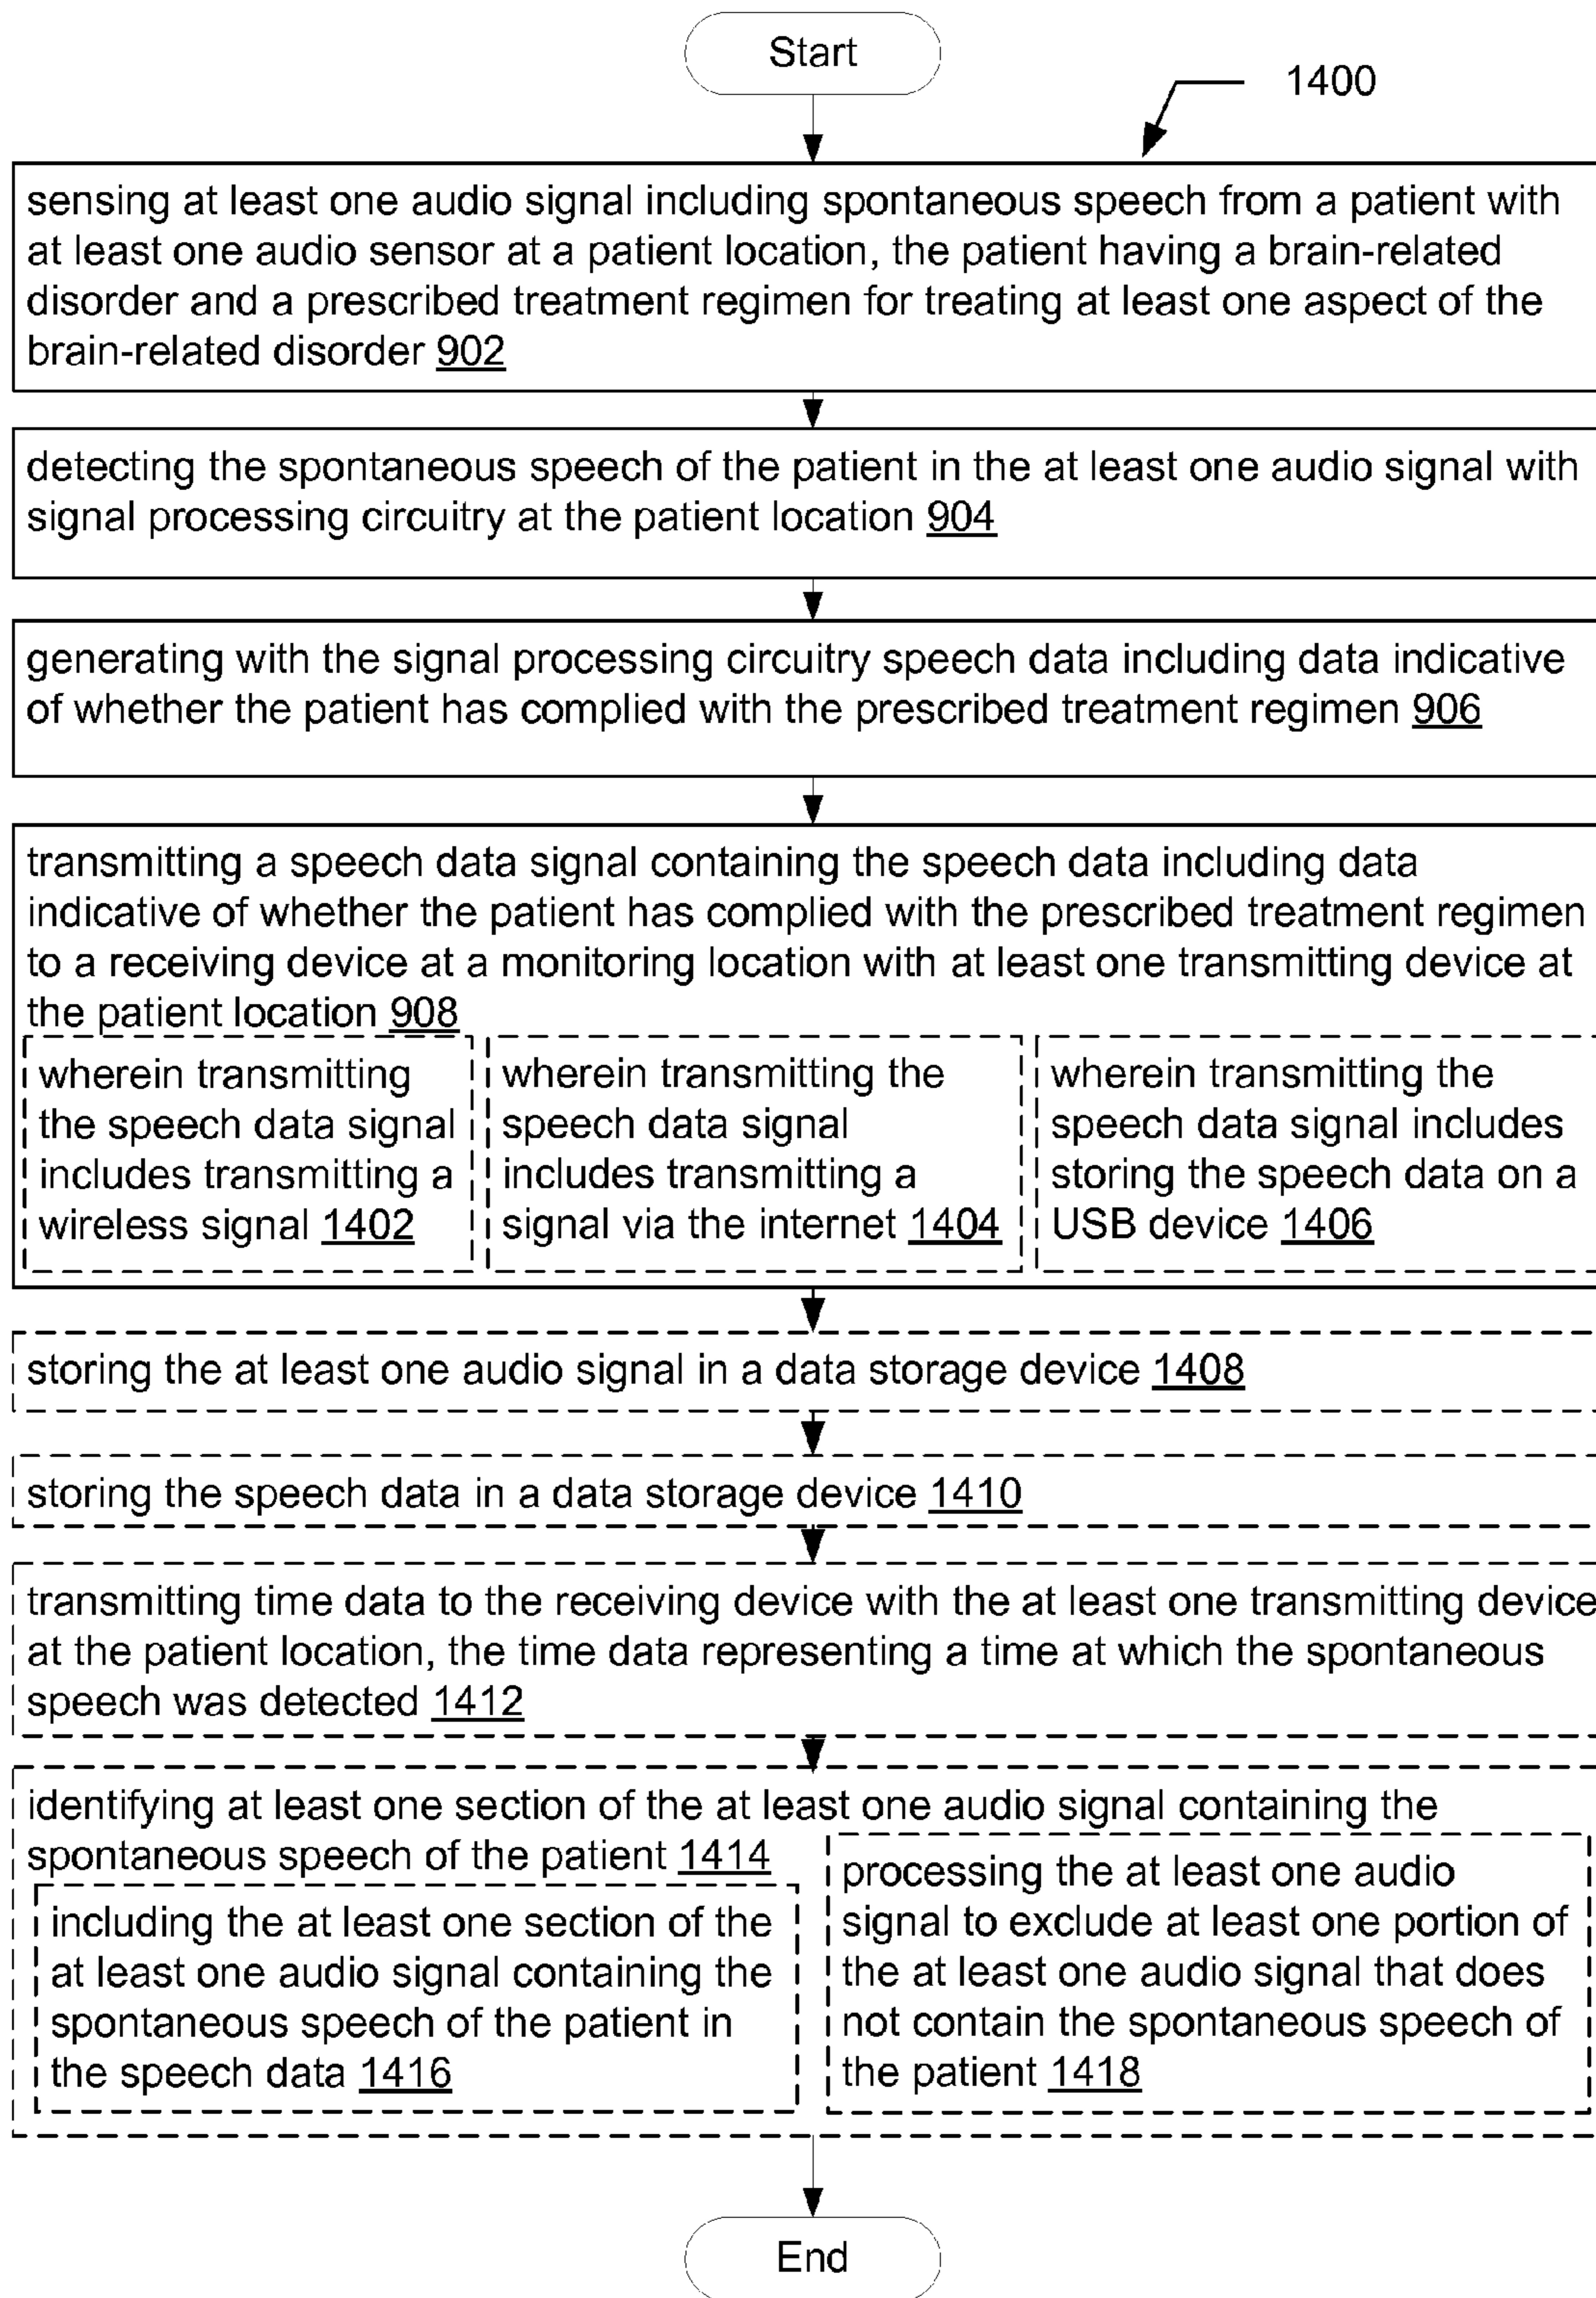 Start
1400
sensing at least one audio signal including spontaneous speech from a patient with
at least one audio sensor at a patient location, the patient having a brain-related
disorder and a prescribed treatment regimen for treating at least one aspect of the
brain-related disorder 902
detecting the spontaneous speech of the patient in the at least one audio signal with
signal processing circuitry at the patient location 904
generating with the signal processing circuitry speech data including data indicative
of whether the patient has complied with the prescribed treatment regimen 906
transmitting a speech data signal containing the speech data including data
indicative of whether the patient has complied with the prescribed treatment regimen
to a receiving device at a monitoring location with at least one transmitting device at
the patient location 908
wherein transmitting
the speech data signal
includes transmitting a
wireless signal 1402
wherein transmitting the
speech data signal
includes transmitting a
signal via the internet 1404
wherein transmitting the
speech data signal includes
storing the speech data on a
USB device 1406
storing the at least one audio signal in a data storage device 1408
storing the speech data in a data storage device 1410
transmitting time data to the receiving device with the at least one transmitting device
at the patient location, the time data representing a time at which the spontaneous
speech was detected 1412
identifying at least one section of the at least one audio signal containing the
spontaneous speech of the patient 1414
including the at least one section of the
at least one audio signal containing the
spontaneous speech of the patient in
the speech data 1416
processing the at least one audio
signal to exclude at least one portion of
the at least one audio signal that does
not contain the spontaneous speech of
the patient 1418
End